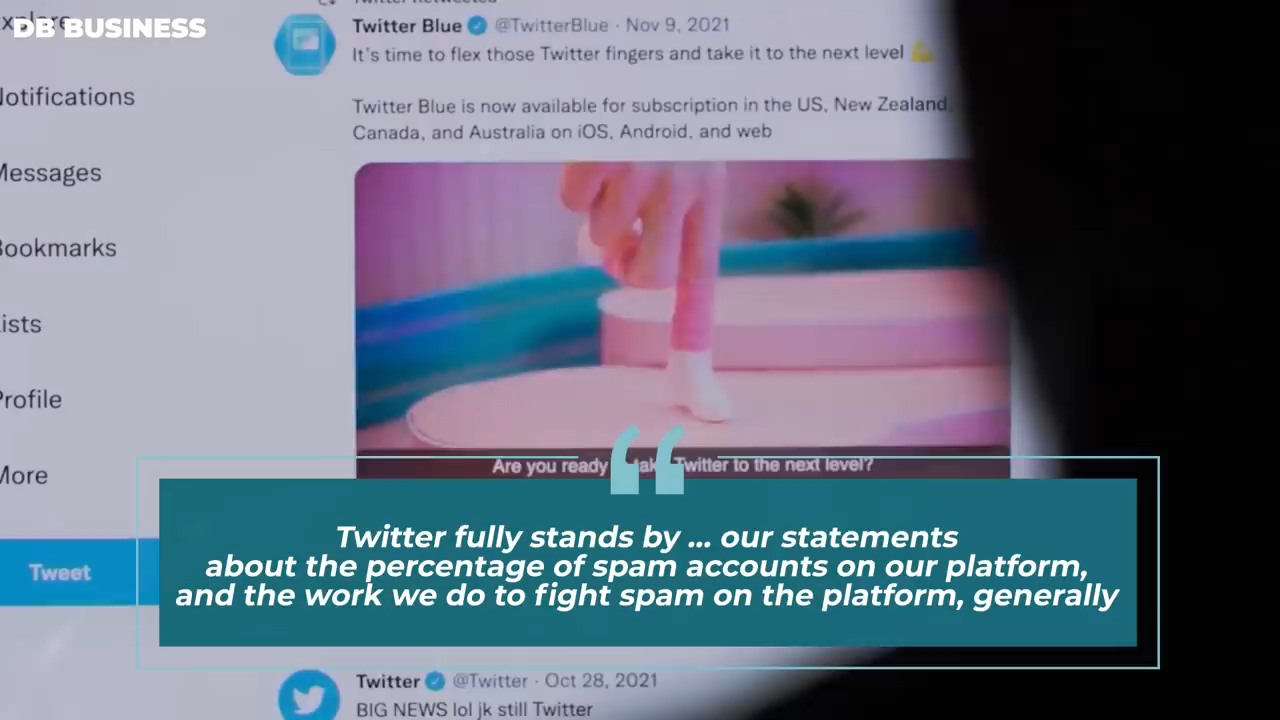 DB BUSINESS
Twitter Blue @TwitterBlue · Nov 9, 2021
It's time to flex those Twitter fingers and take it to the next level 💪
Notifications
Twitter Blue is now available for subscription in the US, New Zealand,
Canada, and Australia on iOS, Android, and web
Messages
Bookmarks
Lists
Profile
Are you ready Twitter to the next level?
More
“
Twitter fully stands by ... our statements
about the percentage of spam accounts on our platform,
and the work we do to fight spam on the platform, generally
Tweet
Twitter @Twitter · Oct 28, 2021
BIG NEWS lol jk still Twitter